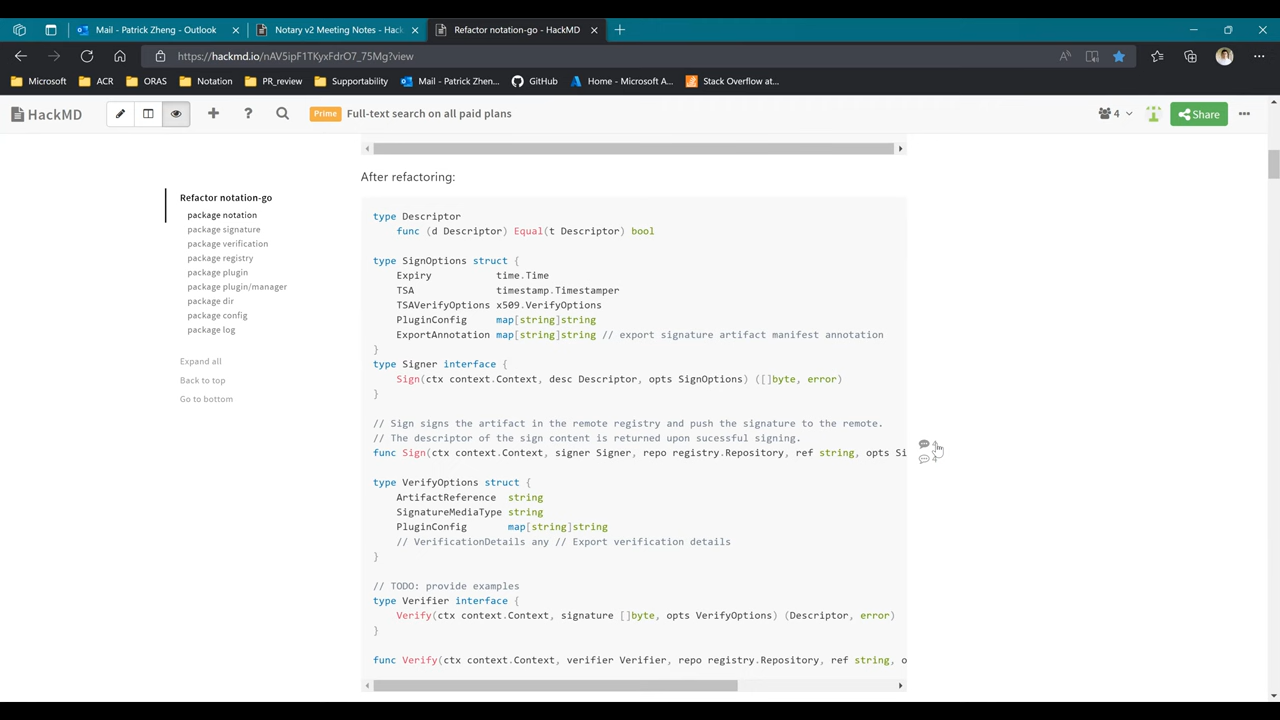 Mail - Patrick Zheng - Outlook
Notary v2 Meeting Notes - Hac
Refactor notation-go - HackMD
https://hackmd.io/nAV5ipF1TKyxFdrO7_75Mg?view
Microsoft
ACR
ORAS
Notation
PR_review
Supportability
Mail - Patrick Zhen...
GitHub
Home - Microsoft A...
Stack Overflow at...
HackMD
Prime
Full-text search on all paid plans
4
Share
After refactoring:
Refactor notation-go
package notation
package signature
package verification
package registry
package plugin
package plugin/manager
package dir
package config
package log
Expand all
Back to top
Go to bottom
type Descriptor
func (d Descriptor) Equal(t Descriptor) bool
type SignOptions struct {
Expiry time.Time
TSA timestamp.Timestamper
TSAVerifyOptions x509.VerifyOptions
PluginConfig map[string]string
ExportAnnotation map[string]string // export signature artifact manifest annotation
}
type Signer interface {
Sign(ctx context.Context, desc Descriptor, opts SignOptions) ([]byte, error)
}
// Sign signs the artifact in the remote registry and push the signature to the remote.
// The descriptor of the sign content is returned upon sucessful signing.
func Sign(ctx context.Context, signer Signer, repo registry.Repository, ref string, opts Si
type VerifyOptions struct {
ArtifactReference string
SignatureMediaType string
PluginConfig map[string]string
// VerificationDetails any // Export verification details
}
// TODO: provide examples
type Verifier interface {
Verify(ctx context.Context, signature []byte, opts VerifyOptions) (Descriptor, error)
}
func Verify(ctx context.Context, verifier Verifier, repo registry.Repository, ref string, o